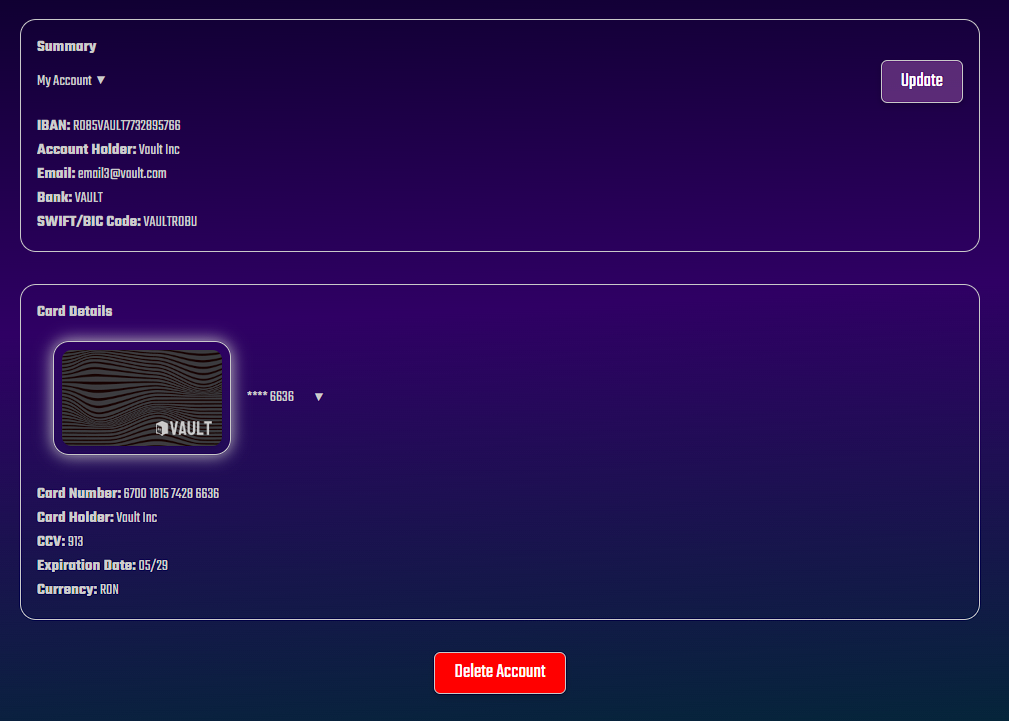 Summary
My Account ▼
Update
IBAN: RO85VAULT7732895766
Account Holder: Vault Inc
Email: email3@vault.com
Bank: VAULT
SWIFT/BIC Code: VAULTROBU
Card Details
VAULT
**** 6636 ▼
Card Number: 6700 1815 7428 6636
Card Holder: Vault Inc
CCV: 913
Expiration Date: 05/29
Currency: RON
Delete Account